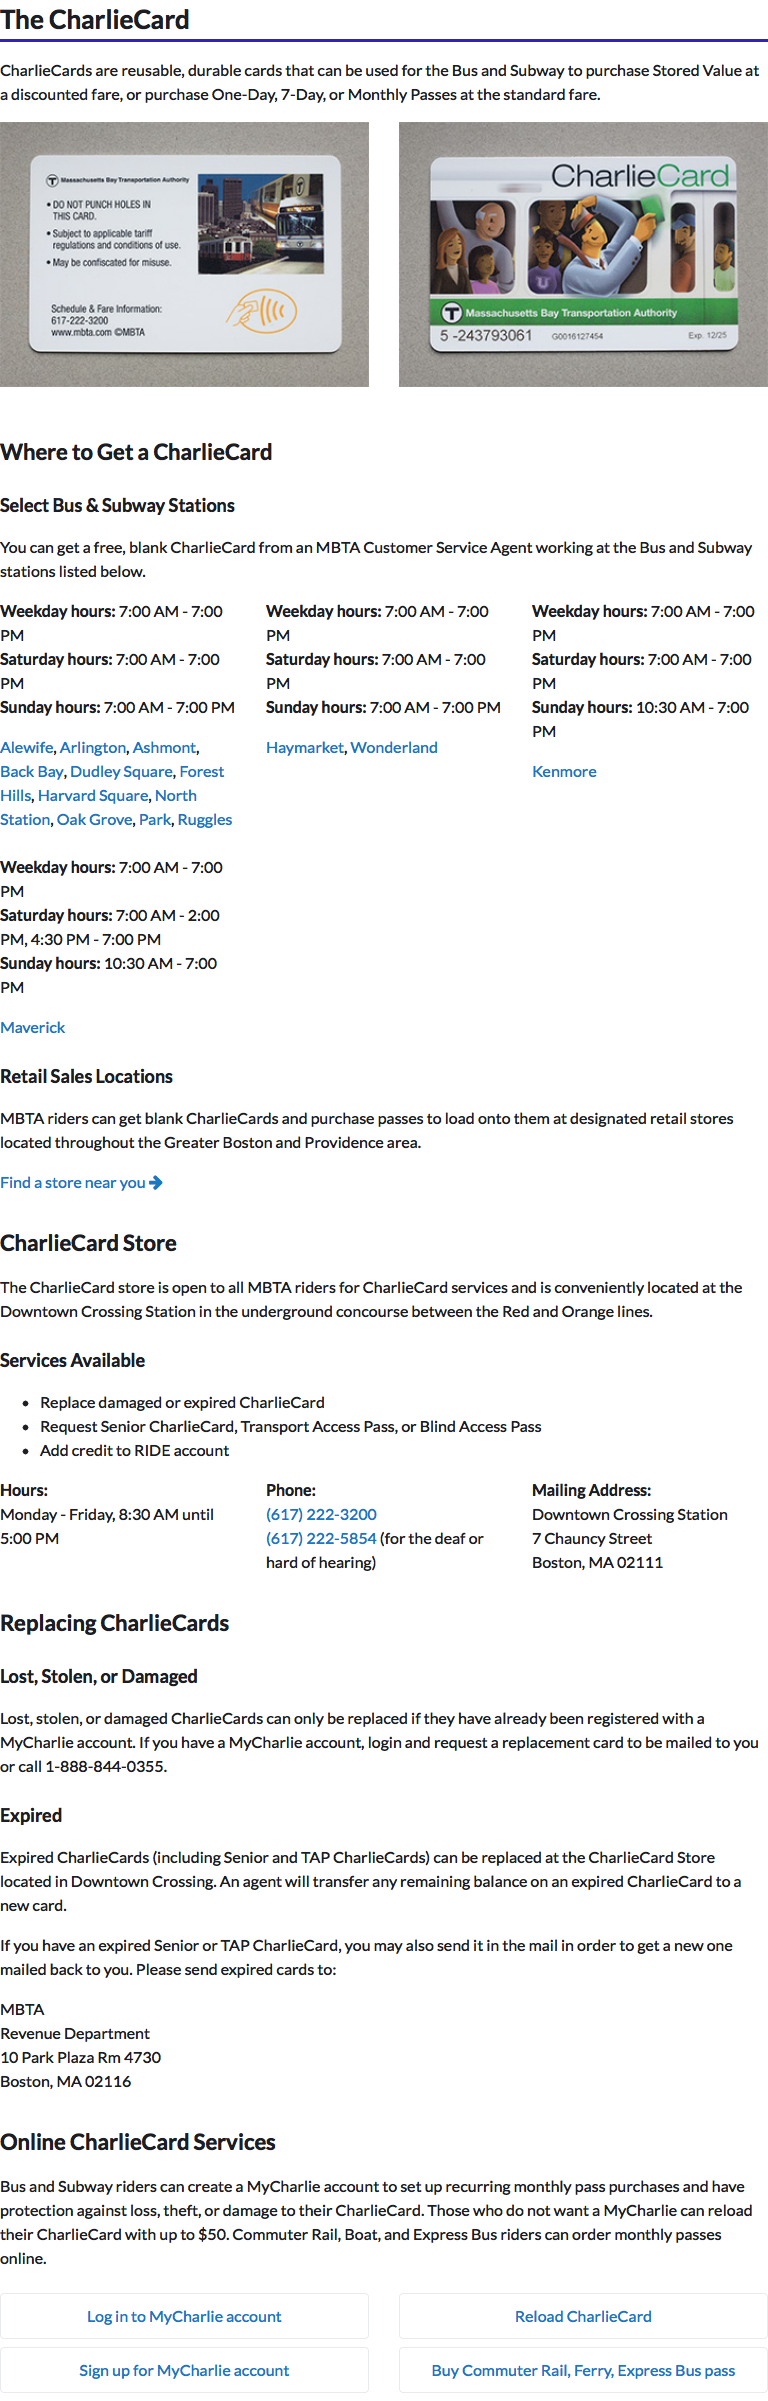 The CharlieCard
CharlieCards are reusable, durable cards that can be used for the Bus and Subway to purchase Stored Value at
a discounted fare, or purchase One-Day, 7-Day, or Monthly Passes at the standard fare.
T Massachusetts Bay Transportation Authority
• DO NOT PUNCH HOLES IN
THIS CARD.
• Subject to applicable tariff
regulations and conditions of use.
• May be confiscated for misuse.
Schedule & Fare Information:
617-222-3200
www.mbta.com ©MBTA
CharlieCard
U
T Massachusetts Bay Transportation Authority
5 -243793061 G0016127454 Exp. 12/25
Where to Get a CharlieCard
Select Bus & Subway Stations
You can get a free, blank CharlieCard from an MBTA Customer Service Agent working at the Bus and Subway
stations listed below.
Weekday hours: 7:00 AM - 7:00
PM
Saturday hours: 7:00 AM - 7:00
PM
Sunday hours: 7:00 AM - 7:00 PM
Alewife, Arlington, Ashmont,
Back Bay, Dudley Square, Forest
Hills, Harvard Square, North
Station, Oak Grove, Park, Ruggles
Weekday hours: 7:00 AM - 7:00
PM
Saturday hours: 7:00 AM - 7:00
PM
Sunday hours: 7:00 AM - 7:00 PM
Haymarket, Wonderland
Weekday hours: 7:00 AM - 7:00
PM
Saturday hours: 7:00 AM - 7:00
PM
Sunday hours: 10:30 AM - 7:00
PM
Kenmore
Weekday hours: 7:00 AM - 7:00
PM
Saturday hours: 7:00 AM - 2:00
PM, 4:30 PM - 7:00 PM
Sunday hours: 10:30 AM - 7:00
PM
Maverick
Retail Sales Locations
MBTA riders can get blank CharlieCards and purchase passes to load onto them at designated retail stores
located throughout the Greater Boston and Providence area.
Find a store near you
CharlieCard Store
The CharlieCard store is open to all MBTA riders for CharlieCard services and is conveniently located at the
Downtown Crossing Station in the underground concourse between the Red and Orange lines.
Services Available
• Replace damaged or expired CharlieCard
• Request Senior CharlieCard, Transport Access Pass, or Blind Access Pass
• Add credit to RIDE account
Hours:
Monday - Friday, 8:30 AM until
5:00 PM
Phone:
(617) 222-3200
(617) 222-5854 (for the deaf or
hard of hearing)
Mailing Address:
Downtown Crossing Station
7 Chauncy Street
Boston, MA 02111
Replacing CharlieCards
Lost, Stolen, or Damaged
Lost, stolen, or damaged CharlieCards can only be replaced if they have already been registered with a
MyCharlie account. If you have a MyCharlie account, login and request a replacement card to be mailed to you
or call 1-888-844-0355.
Expired
Expired CharlieCards (including Senior and TAP CharlieCards) can be replaced at the CharlieCard Store
located in Downtown Crossing. An agent will transfer any remaining balance on an expired CharlieCard to a
new card.
If you have an expired Senior or TAP CharlieCard, you may also send it in the mail in order to get a new one
mailed back to you. Please send expired cards to:
MBTA
Revenue Department
10 Park Plaza Rm 4730
Boston, MA 02116
Online CharlieCard Services
Bus and Subway riders can create a MyCharlie account to set up recurring monthly pass purchases and have
protection against loss, theft, or damage to their CharlieCard. Those who do not want a MyCharlie can reload
their CharlieCard with up to $50. Commuter Rail, Boat, and Express Bus riders can order monthly passes
online.
Log in to MyCharlie account
Reload CharlieCard
Sign up for MyCharlie account
Buy Commuter Rail, Ferry, Express Bus pass